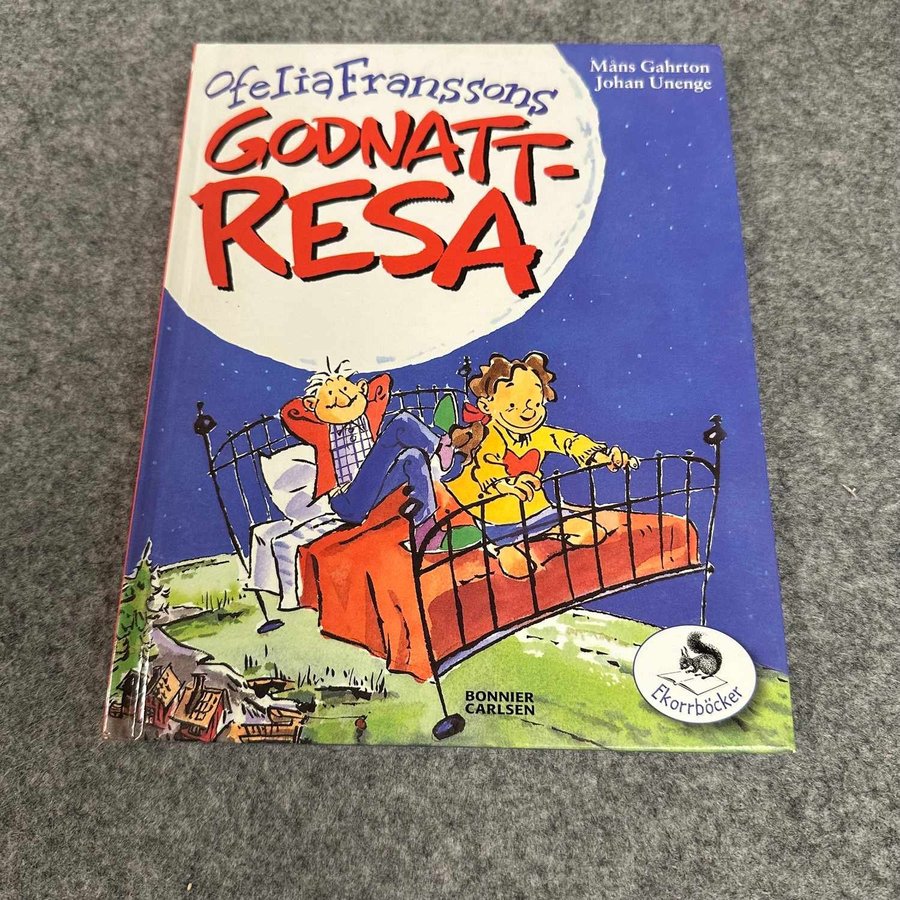 Ofelia Franssons
GODNATT-
RESA
Måns Gahrton
Johan Unenge
BONNIER
CARLSEN
Ekorrböcker